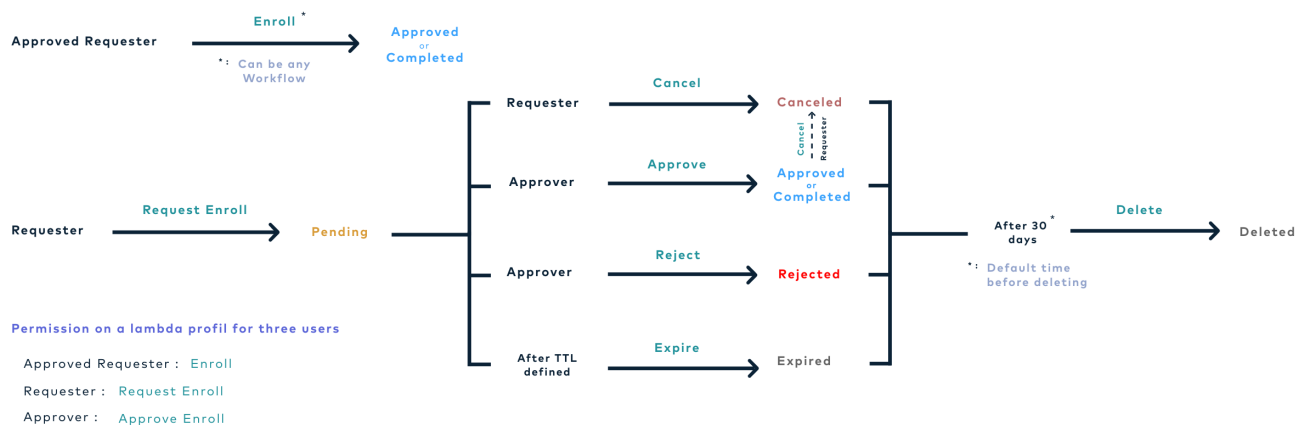 Enroll *
Approved Requester
Approved
or
Completed
*: Can be any
Workflow
Requester
Cancel
Canceled
Cancel
Requester
Approver
Approve
Approved
or
Completed
Requester
Request Enroll
Pending
Approver
Reject
Rejected
After TTL
defined
Expire
Expired
After 30 *
days
*: Default time
before deleting
Delete
Deleted
Permission on a lambda profil for three users
Approved Requester : Enroll
Requester : Request Enroll
Approver : Approve Enroll